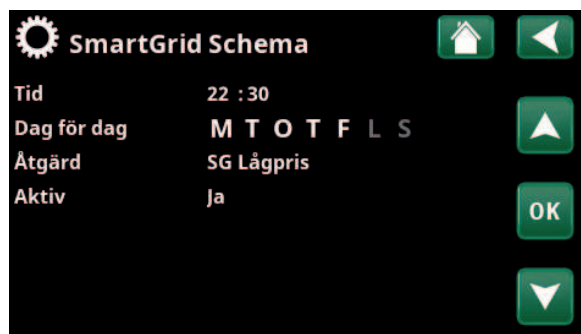 SmartGrid Schema
Tid 22 :30
Dag för dag M T O T F L S
Åtgärd SG Lågpris
Aktiv Ja
OK